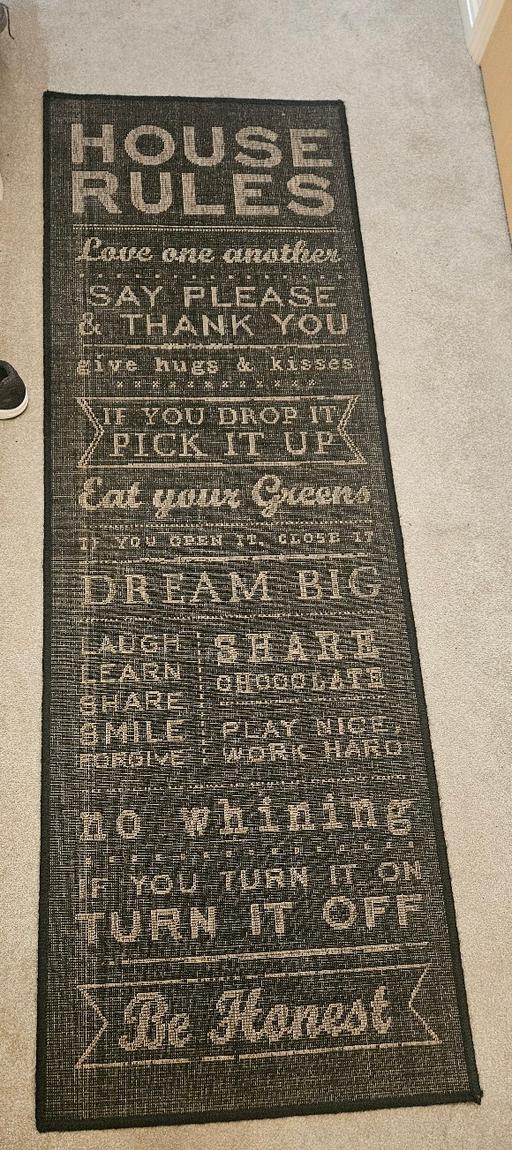 HOUSE
RULES
Love one another
SAY PLEASE
& THANK YOU
give hugs & kisses
IF YOU DROP IT
PICK IT UP
Eat your Greens
IF YOU OPEN IT, CLOSE IT
DREAM BIG
LAUGH
LEARN
SHARE
SMILE
FORGIVE
SHARE
CHOCOLATE
PLAY NICE,
WORK HARD
no whining
IF YOU TURN IT ON
TURN IT OFF
Be Honest